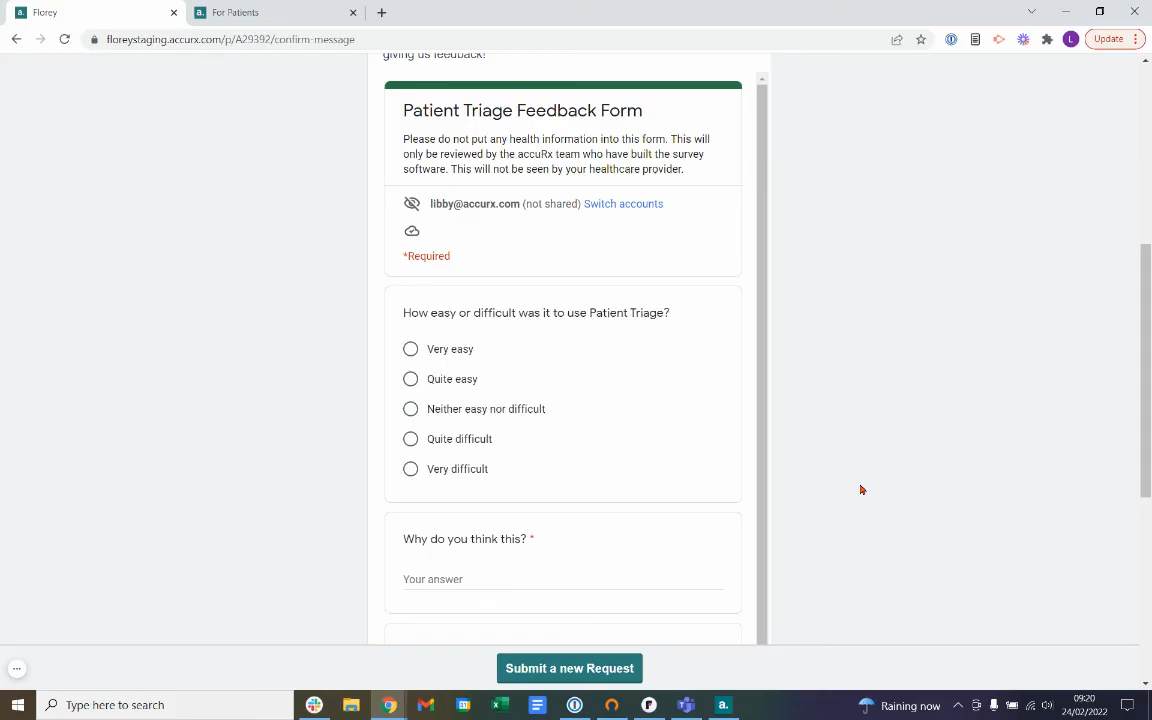 Florey
For Patients
floreystaging.accurx.com/p/A29392/confirm-message
Update
giving us feedback!
Patient Triage Feedback Form
Please do not put any health information into this form. This will
only be reviewed by the accuRx team who have built the survey
software. This will not be seen by your healthcare provider.
libby@accurx.com (not shared) Switch accounts
*Required
How easy or difficult was it to use Patient Triage?
Very easy
Quite easy
Neither easy nor difficult
Quite difficult
Very difficult
Why do you think this? *
Your answer
Submit a new Request
Type here to search
Raining now
09:20
24/02/2022